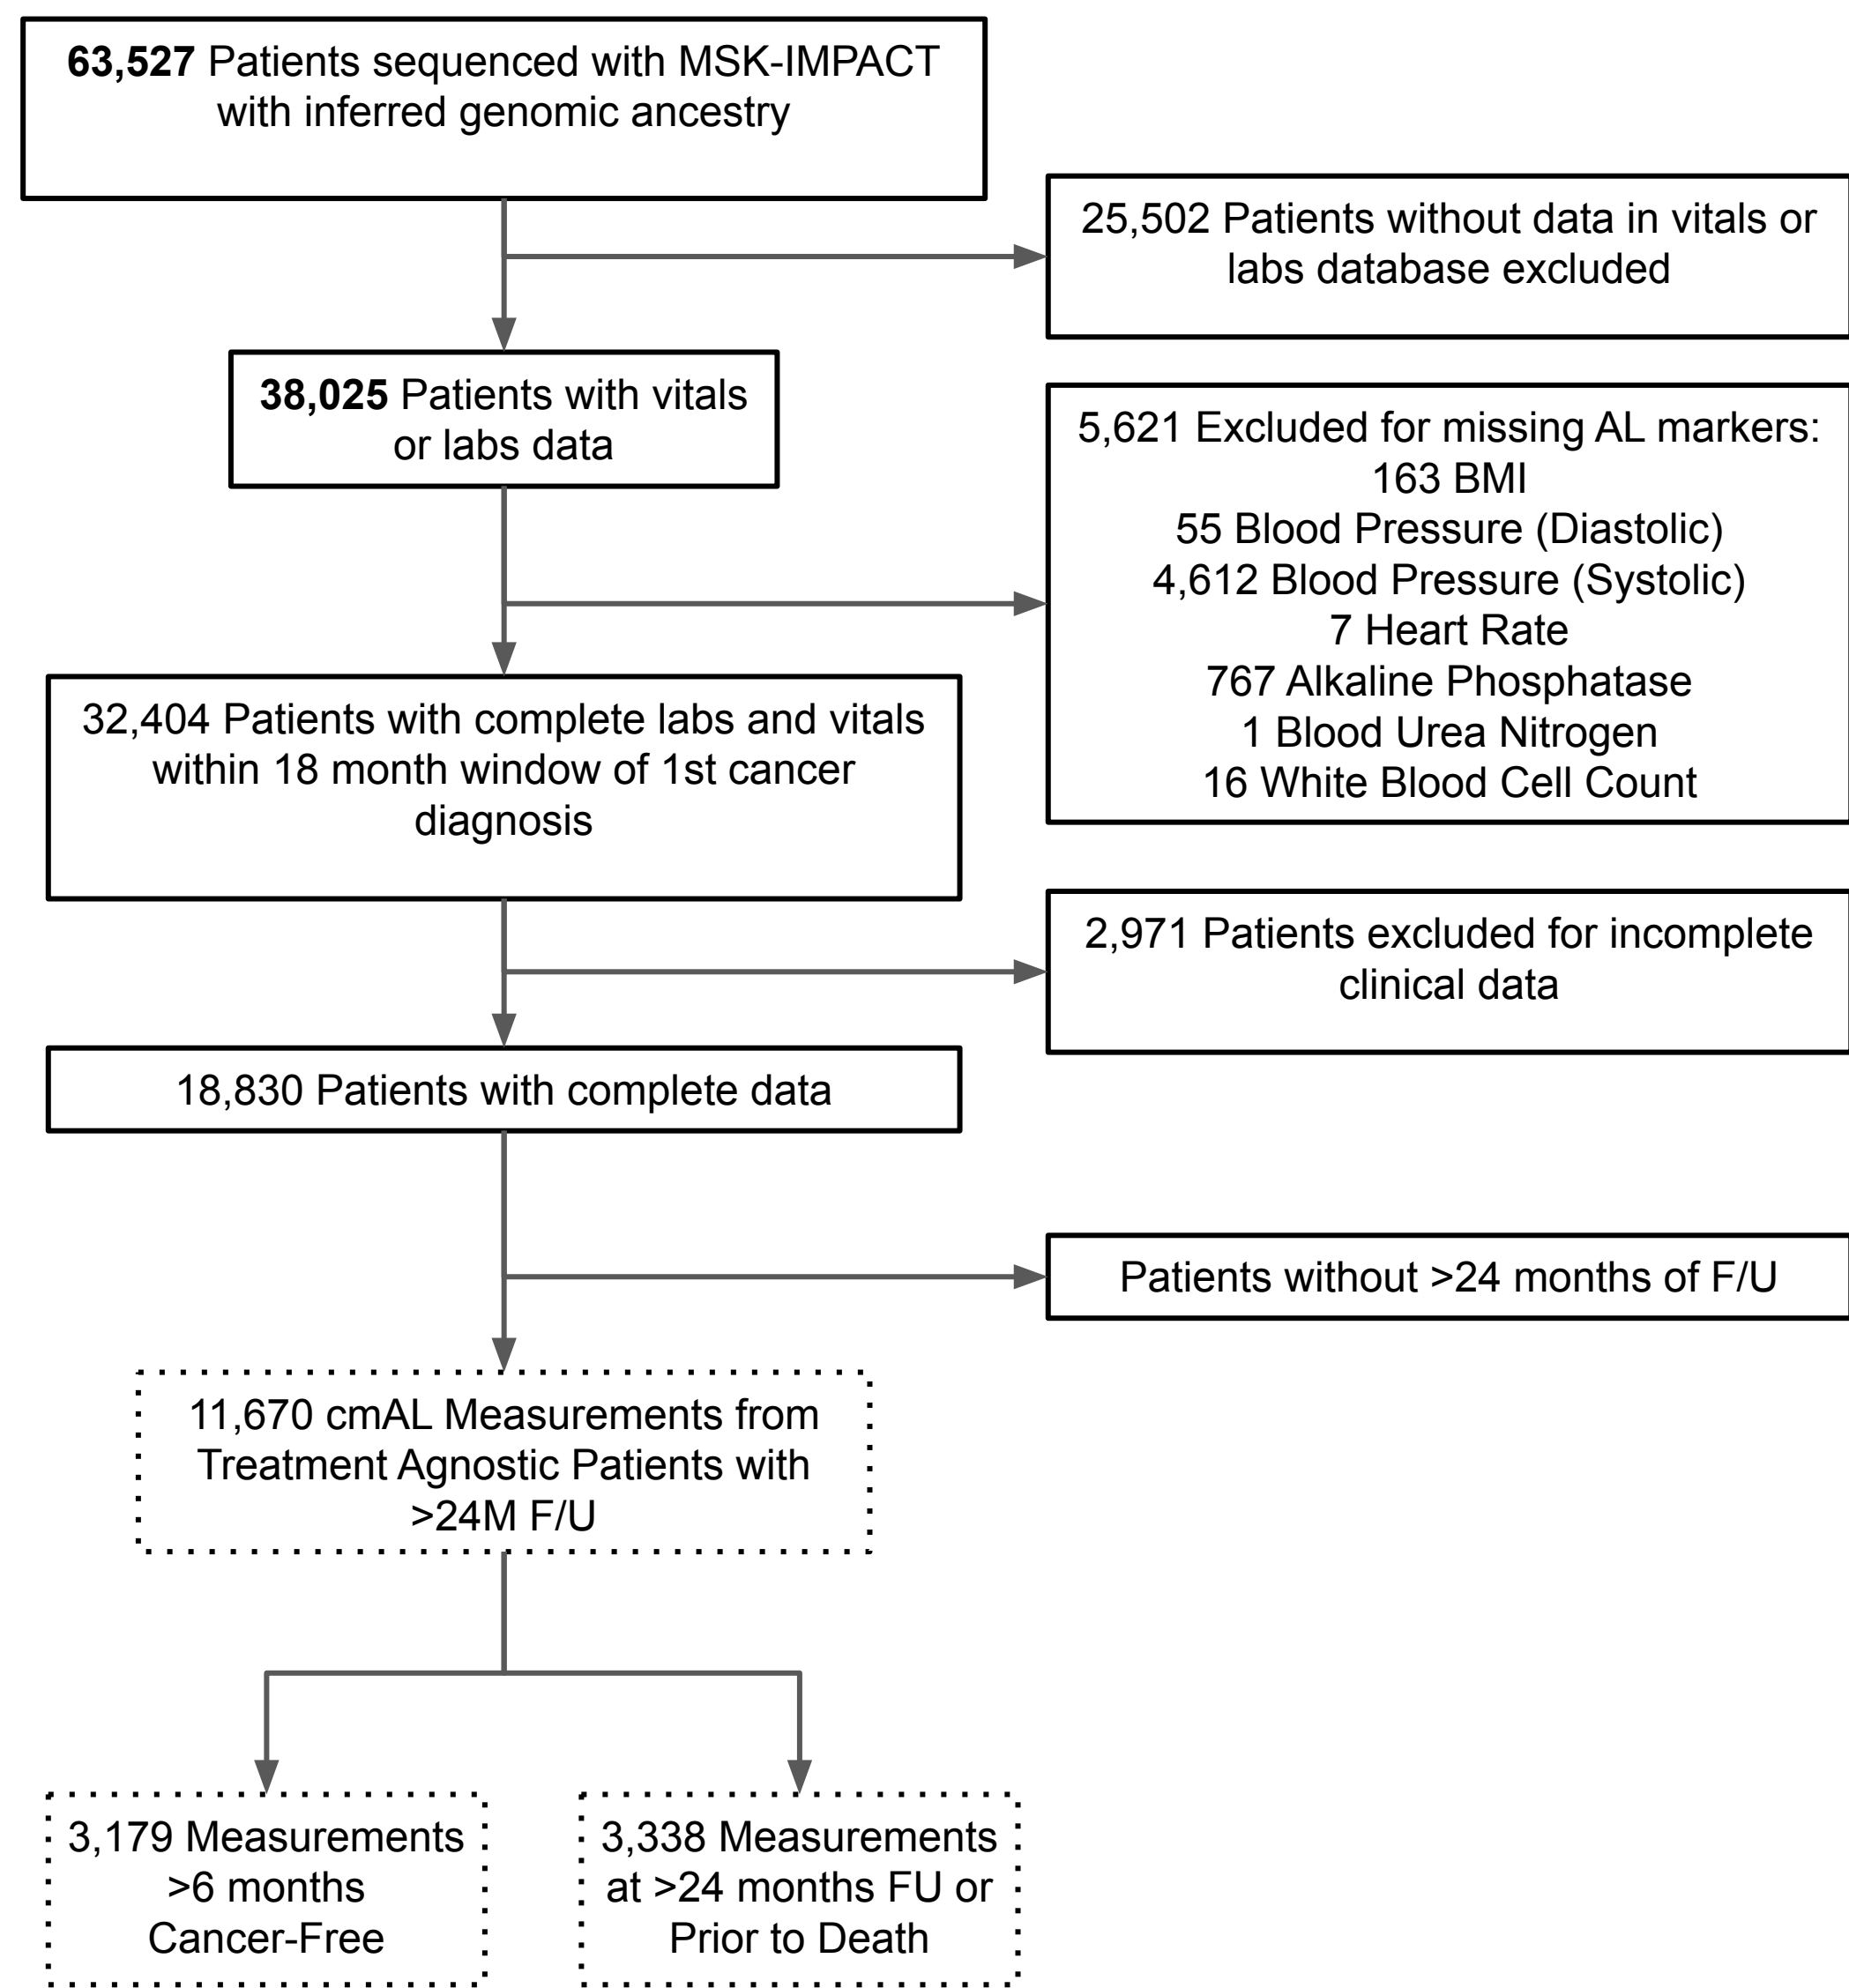 63,527 Patients sequenced with MSK-IMPACT
with inferred genomic ancestry
25,502 Patients without data in vitals or
labs database excluded
38,025 Patients with vitals
or labs data
5,621 Excluded for missing AL markers:
163 BMI
55 Blood Pressure (Diastolic)
4,612 Blood Pressure (Systolic)
7 Heart Rate
767 Alkaline Phosphatase
1 Blood Urea Nitrogen
16 White Blood Cell Count
32,404 Patients with complete labs and vitals
within 18 month window of 1st cancer
diagnosis
2,971 Patients excluded for incomplete
clinical data
18,830 Patients with complete data
Patients without >24 months of F/U
11,670 cmAL Measurements from
Treatment Agnostic Patients with
>24M F/U
3,179 Measurements
>6 months
Cancer-Free
3,338 Measurements
at >24 months FU or
Prior to Death